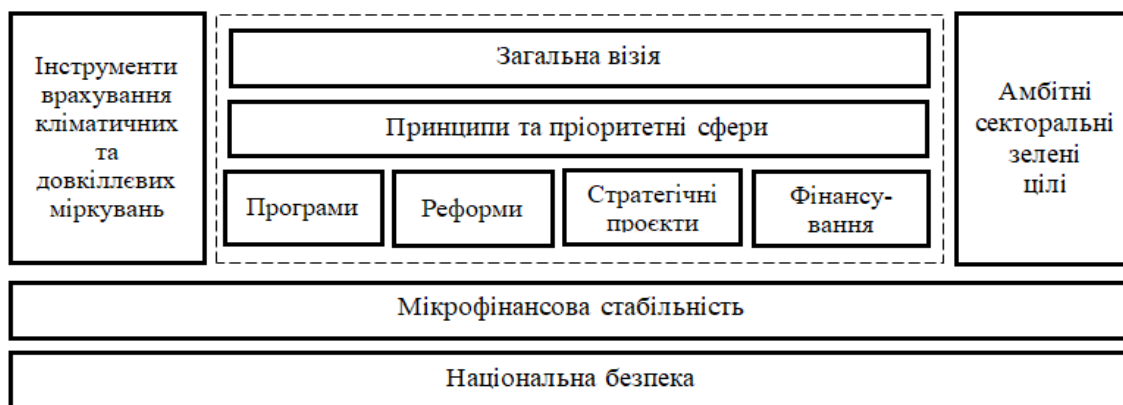 Інструменти
врахування
кліматичних
та
довкіллєвих
міркувань
Загальна візія
Принципи та пріоритетні сфери
Програми
Реформи
Стратегічні
проєкти
Фінансу-
вання
Амбітні
секторальні
зелені
цілі
Мікрофінансова стабільність
Національна безпека